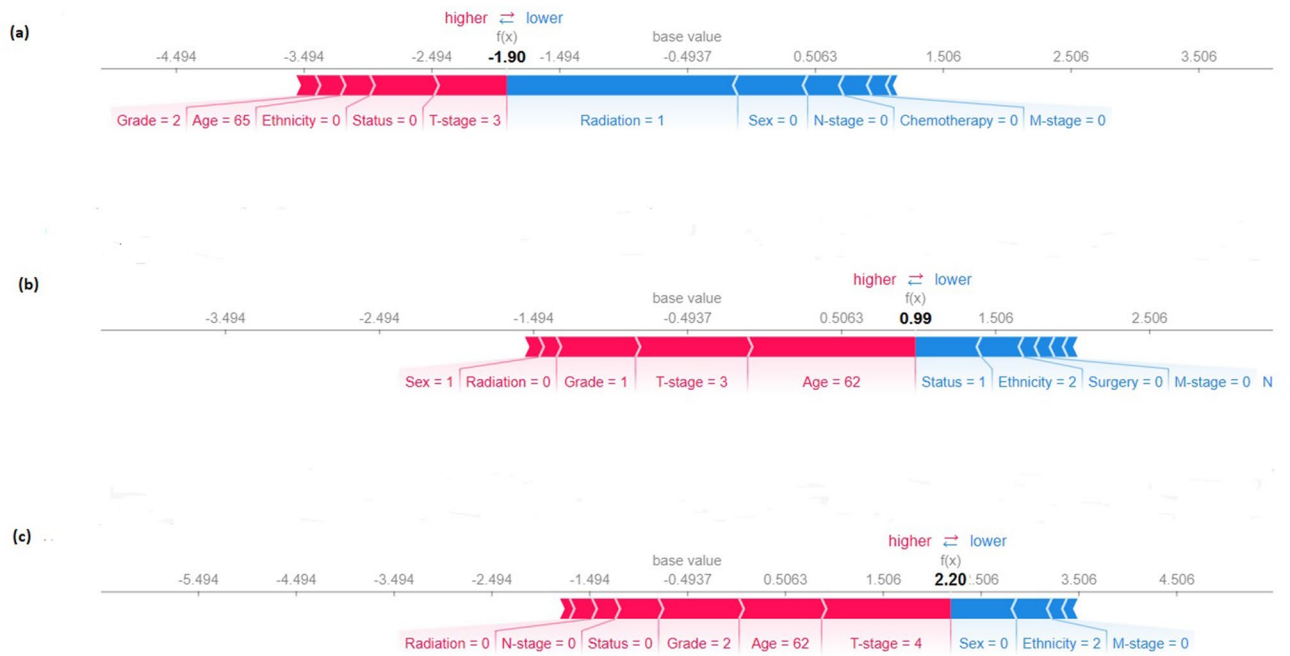 (a)
higher ⇄ lower
f(x) base value
-4.494 -3.494 -2.494 -1.90 -1.494 -0.4937 0.5063 1.506 2.506 3.506
Grade = 2 Age = 65 Ethnicity = 0 Status = 0 T-stage = 3 Radiation = 1 Sex = 0 N-stage = 0 Chemotherapy = 0 M-stage = 0
(b)
higher ⇄ lower
base value f(x)
-3.494 -2.494 -1.494 -0.4937 0.5063 0.99 1.506 2.506
Sex = 1 Radiation = 0 Grade = 1 T-stage = 3 Age = 62 Status = 1 Ethnicity = 2 Surgery = 0 M-stage = 0 N
(c)
higher ⇄ lower
base value f(x)
-5.494 -4.494 -3.494 -2.494 -1.494 -0.4937 0.5063 1.506 2.20 .506 3.506 4.506
Radiation = 0 N-stage = 0 Status = 0 Grade = 2 Age = 62 T-stage = 4 Sex = 0 Ethnicity = 2 M-stage = 0